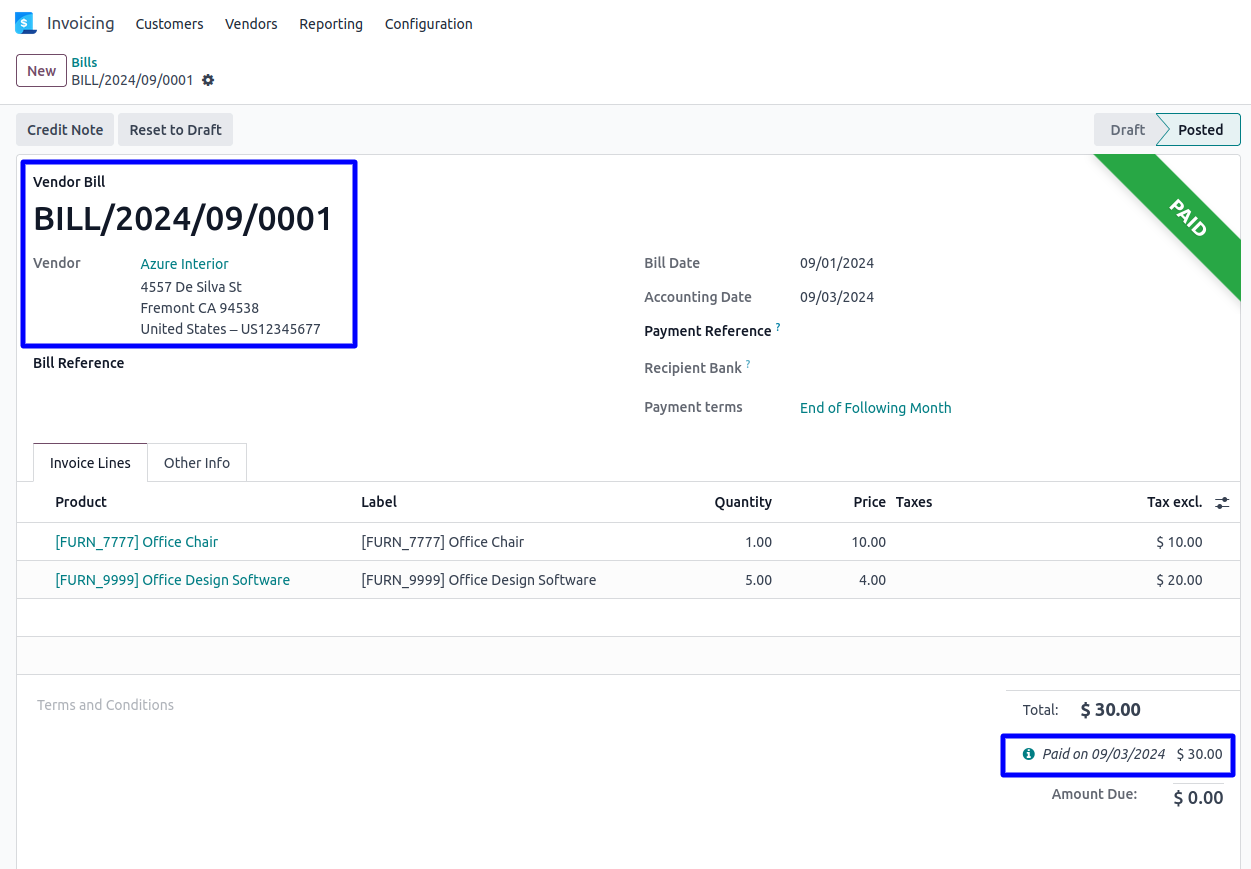 Invoicing Customers Vendors Reporting Configuration
New
Bills
BILL/2024/09/0001
Credit Note Reset to Draft Draft Posted
PAID
Vendor Bill
BILL/2024/09/0001
Vendor
Azure Interior
4557 De Silva St
Fremont CA 94538
United States – US12345677
Bill Reference
Bill Date 09/01/2024
Accounting Date 09/03/2024
Payment Reference ?
Recipient Bank ?
Payment terms End of Following Month
Invoice Lines Other Info
Product Label Quantity Price Taxes Tax excl.
[FURN_7777] Office Chair [FURN_7777] Office Chair 1.00 10.00 $ 10.00
[FURN_9999] Office Design Software [FURN_9999] Office Design Software 5.00 4.00 $ 20.00
Terms and Conditions
Total: $ 30.00
Paid on 09/03/2024 $ 30.00
Amount Due: $ 0.00